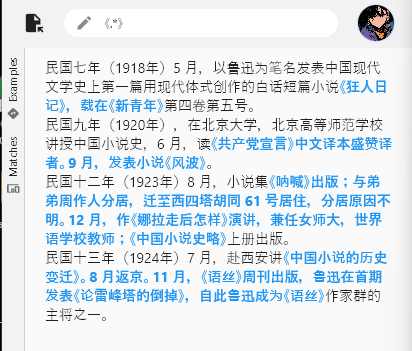 《.*》
Examples
Matches
民国七年（1918年）5 月，以鲁迅为笔名发表中国现代
文学史上第一篇用现代体式创作的白话短篇小说《狂人日
记》，载在《新青年》第四卷第五号。
民国九年（1920年），在北京大学，北京高等师范学校
讲授中国小说史，6 月，读《共产党宣言》中文译本盛赞译
者。9 月，发表小说《风波》。
民国十二年（1923年）8 月，小说集《呐喊》出版；与弟
弟周作人分居，迁至西四塔胡同 61 号居住，分居原因不
明。12 月，作《娜拉走后怎样》演讲，兼任女师大，世界
语学校教师；《中国小说史略》上册出版。
民国十三年（1924年）7 月，赴西安讲《中国小说的历史
变迁》。8 月返京。11 月，《语丝》周刊出版，鲁迅在首期
发表《论雷峰塔的倒掉》，自此鲁迅成为《语丝》作家群的
主将之一。